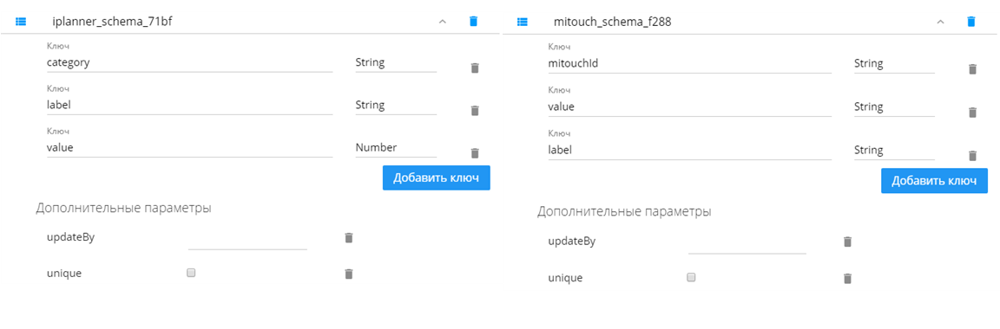 iplanner_schema_71bf
Ключ
category
String
Ключ
label
String
Ключ
value
Number
Добавить ключ
Дополнительные параметры
updateBy
unique
mitouch_schema_f288
Ключ
mitouchId
String
Ключ
value
String
Ключ
label
String
Добавить ключ
Дополнительные параметры
updateBy
unique